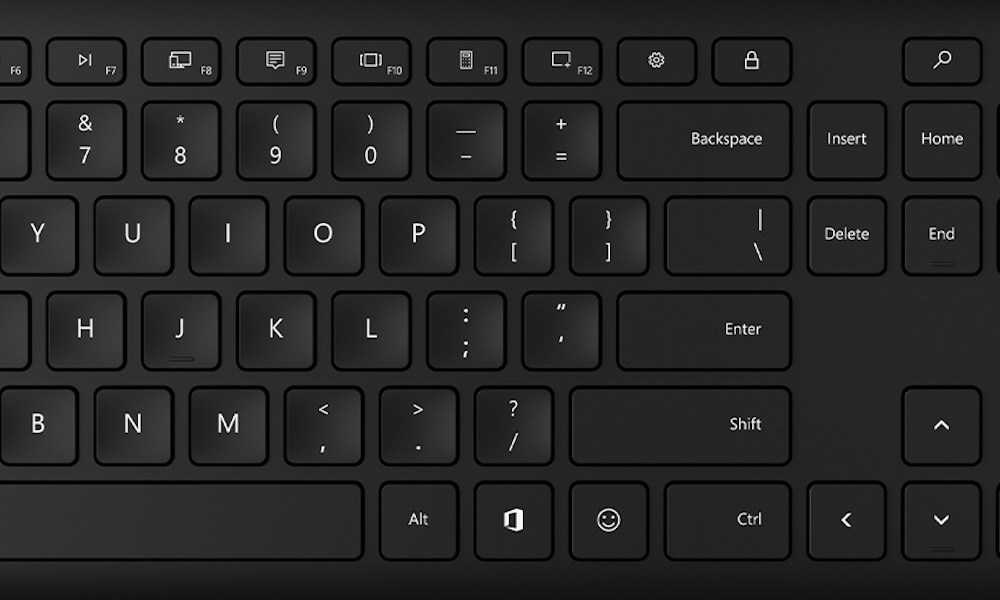 F6 F7 F8 F9 F10 F11 F12
& * ( ) — +
7 8 9 0 - = Backspace Insert Home
{ } |
Y U I O P [ ] \ Delete End
: “
H J K L ; ' Enter
< > ?
B N M , . / Shift
Alt Ctrl